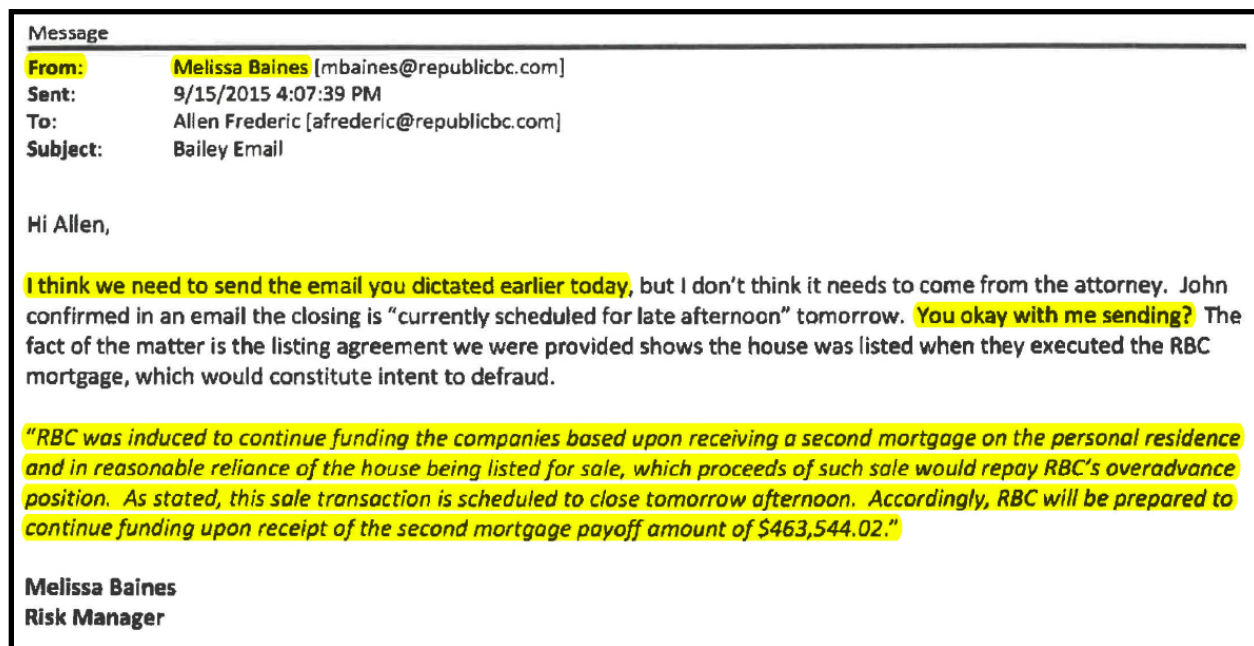 Message
From: Melissa Baines [mbaines@republicbc.com]
Sent: 9/15/2015 4:07:39 PM
To: Allen Frederic [afrederic@republicbc.com]
Subject: Bailey Email
Hi Allen,
I think we need to send the email you dictated earlier today, but I don't think it needs to come from the attorney. John
confirmed in an email the closing is “currently scheduled for late afternoon” tomorrow. You okay with me sending? The
fact of the matter is the listing agreement we were provided shows the house was listed when they executed the RBC
mortgage, which would constitute intent to defraud.
“RBC was induced to continue funding the companies based upon receiving a second mortgage on the personal residence
and in reasonable reliance of the house being listed for sale, which proceeds of such sale would repay RBC’s overadvance
position. As stated, this sale transaction is scheduled to close tomorrow afternoon. Accordingly, RBC will be prepared to
continue funding upon receipt of the second mortgage payoff amount of $463,544.02.”
Melissa Baines
Risk Manager